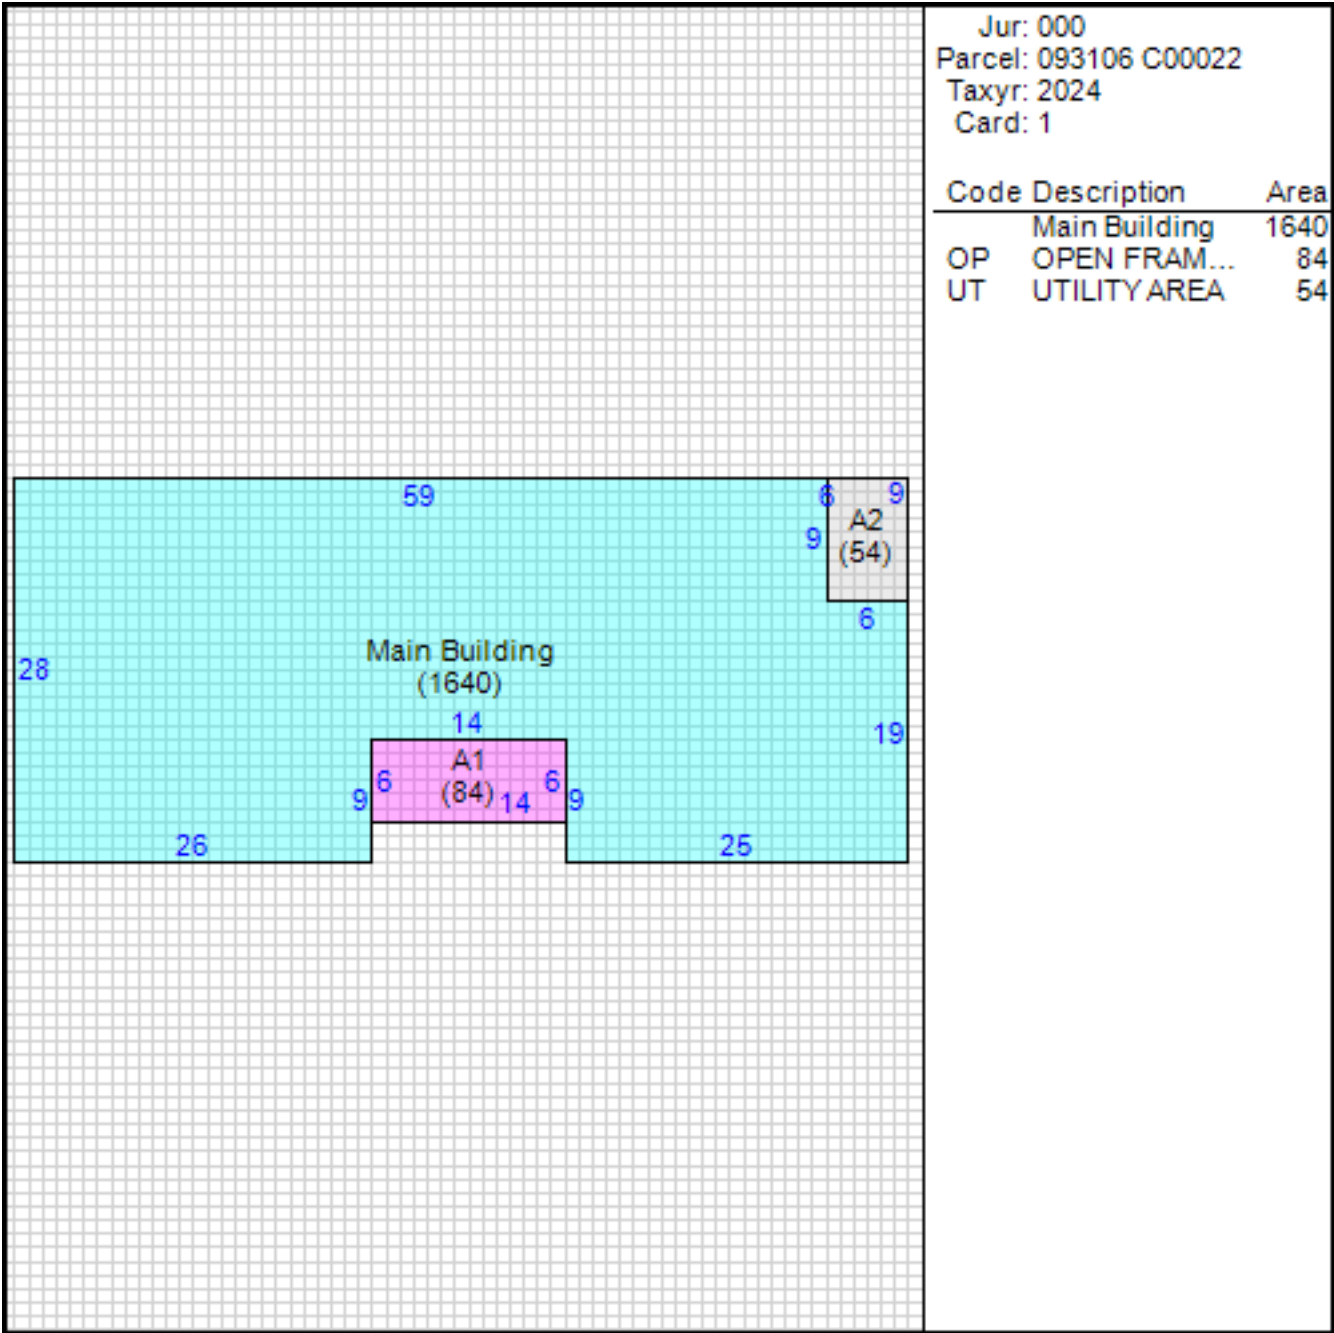 Jur: 000
Parcel: 093106 C00022
Taxyr: 2024
Card: 1
Code Description Area
Main Building 1640
OP OPEN FRAM... 84
UT UTILITY AREA 54
59
6
9
A2
(54)
9
6
28
Main Building
(1640)
19
14
A1
(84)
6
6
14
9
9
26
25